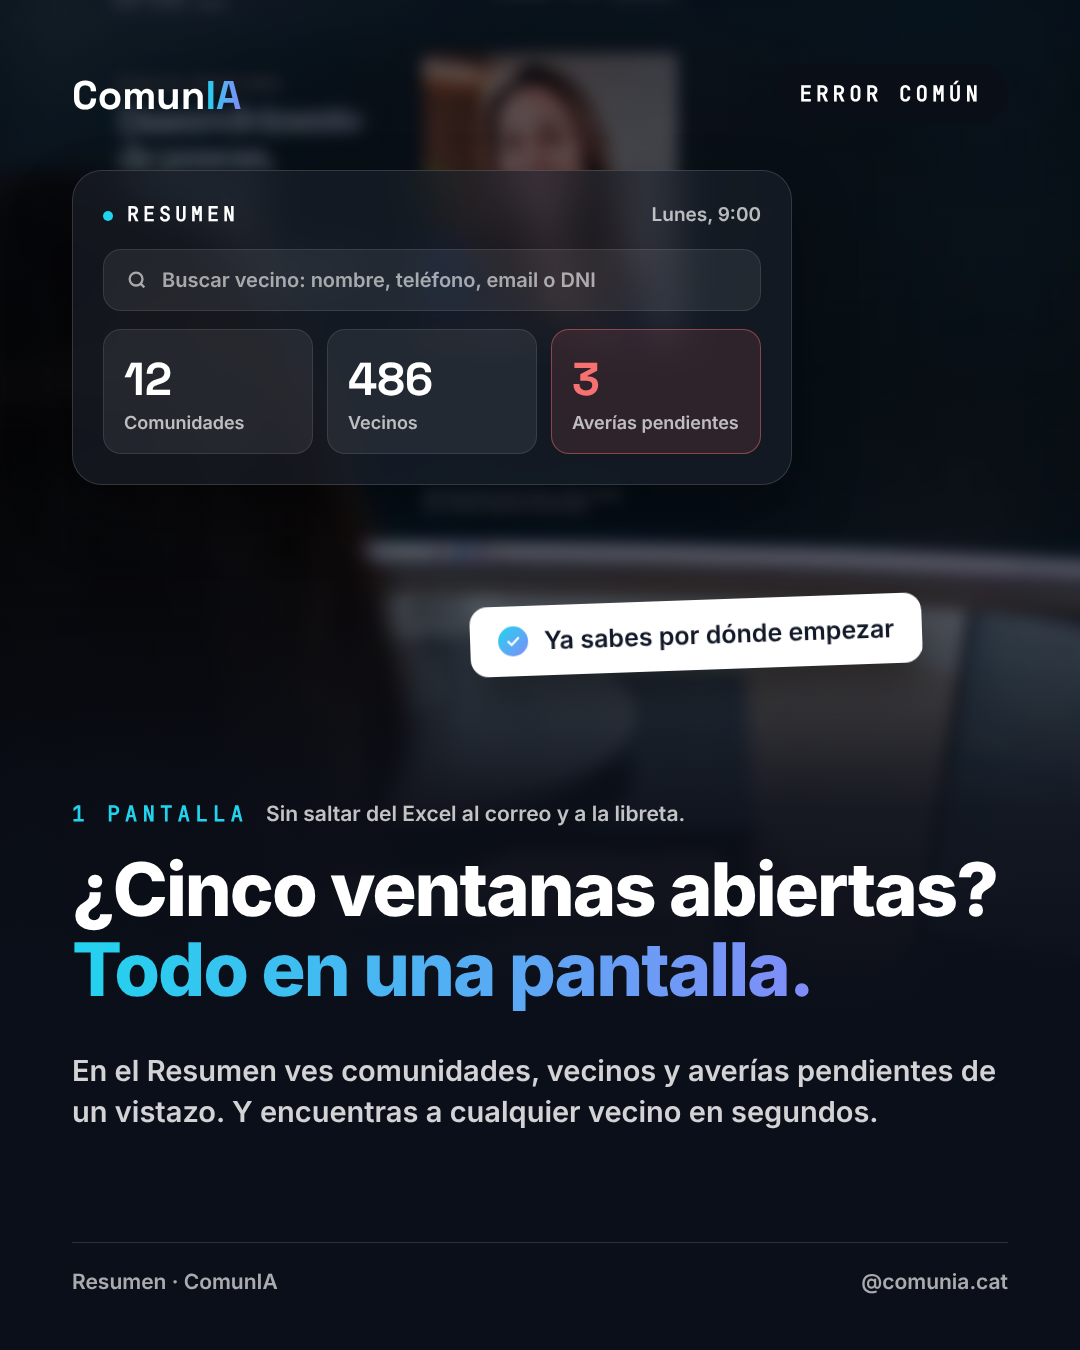 ComunIA
ERROR COMÚN
RESUMEN
Lunes, 9:00
Buscar vecino: nombre, teléfono, email o DNI
12
486
3
Comunidades
Vecinos
Averías pendientes
Ya sabes por dónde empezar
1 PANTALLA Sin saltar del Excel al correo y a la libreta.
¿Cinco ventanas abiertas?
Todo en una pantalla.
En el Resumen ves comunidades, vecinos y averías pendientes de
un vistazo. Y encuentras a cualquier vecino en segundos.
Resumen · ComunIA
@comunia.cat